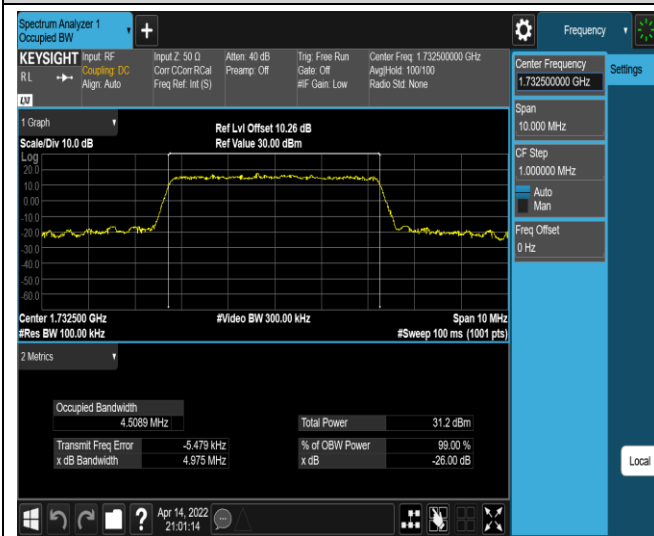 Spectrum Analyzer 1
Occupied BW
+
Frequency
KEYSIGHT
RL
Input: RF
Coupling: DC
Align: Auto
Input Z: 50 Ω
Corr CCorr RCal
Freq Ref: Int (S)
Atten: 40 dB
Preamp: Off
Trig: Free Run
Gate: Off
#IF Gain: Low
Center Freq: 1.732500000 GHz
Avg|Hold: 100/100
Radio Std: None
LXI
Center Frequency
1.732500000 GHz
Settings
Span
10.000 MHz
CF Step
1.000000 MHz
Auto
Man
Freq Offset
0 Hz
Local
1 Graph
Scale/Div 10.0 dB
Ref Lvl Offset 10.26 dB
Ref Value 30.00 dBm
Log
20.0
10.0
0.00
-10.0
-20.0
-30.0
-40.0
-50.0
-60.0
Center 1.732500 GHz
#Video BW 300.00 kHz
Span 10 MHz
#Res BW 100.00 kHz
#Sweep 100 ms (1001 pts)
2 Metrics
Occupied Bandwidth
4.5089 MHz
Total Power 31.2 dBm
Transmit Freq Error -5.479 kHz
% of OBW Power 99.00 %
x dB Bandwidth 4.975 MHz
x dB -26.00 dB
?
Apr 14, 2022
21:01:14